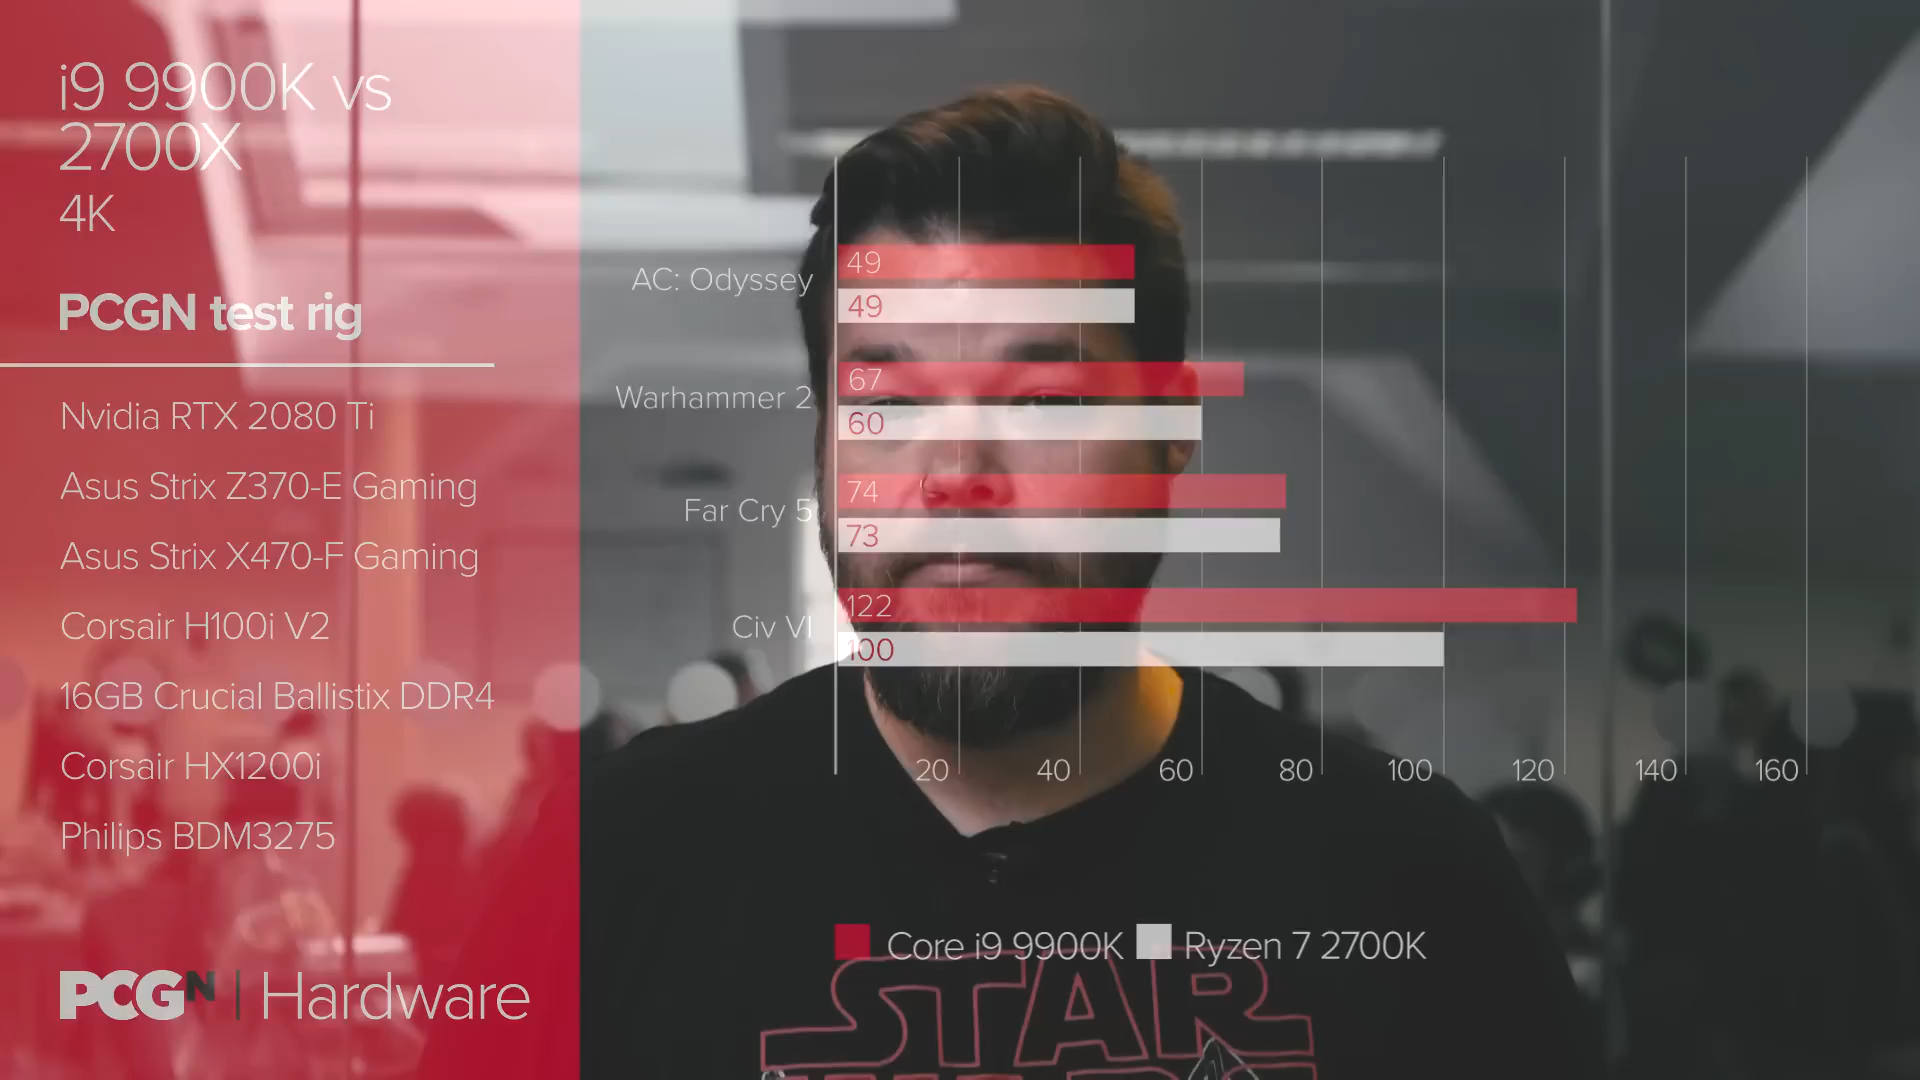 i9 9900K vs
2700X
4K
PCGN test rig
Nvidia RTX 2080 Ti
Asus Strix Z370-E Gaming
Asus Strix X470-F Gaming
Corsair H100i V2
16GB Crucial Ballistix DDR4
Corsair HX1200i
Philips BDM3275
PCGN | Hardware
AC: Odyssey
49
49
Warhammer 2
67
60
Far Cry 5
74
73
Civ VI
122
100
20 40 60 80 100 120 140 160
Core i9 9900K Ryzen 7 2700K
STAR